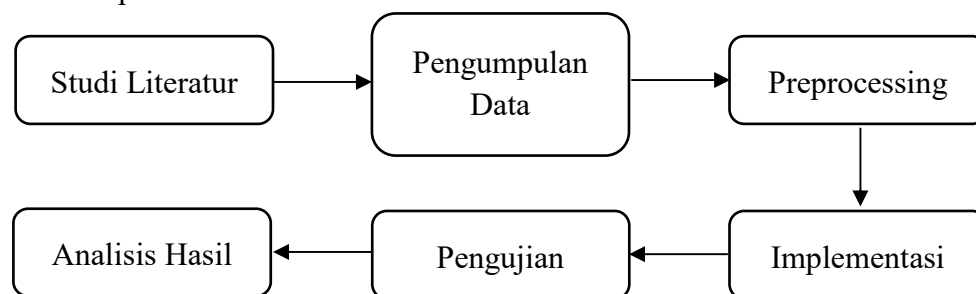 Studi Literatur
Pengumpulan
Data
Preprocessing
Implementasi
Pengujian
Analisis Hasil